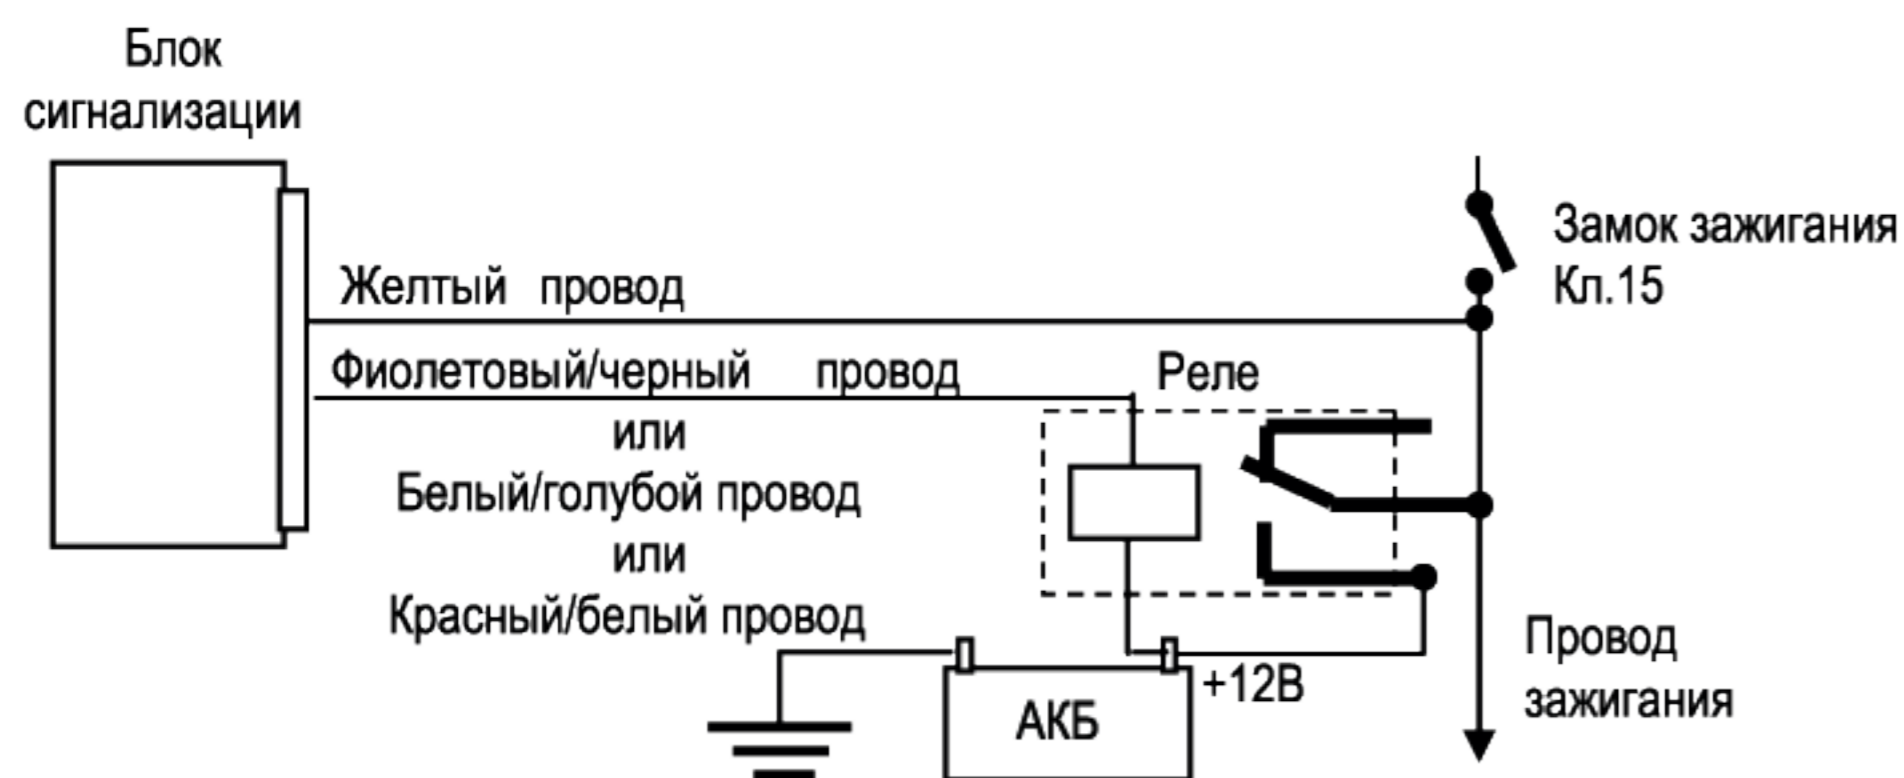 Блок
сигнализации
Замок зажигания
Кл.15
Желтый провод
Фиолетовый/черный провод
Реле
или
Белый/голубой провод
или
Красный/белый провод
+12В
АКБ
Провод
зажигания